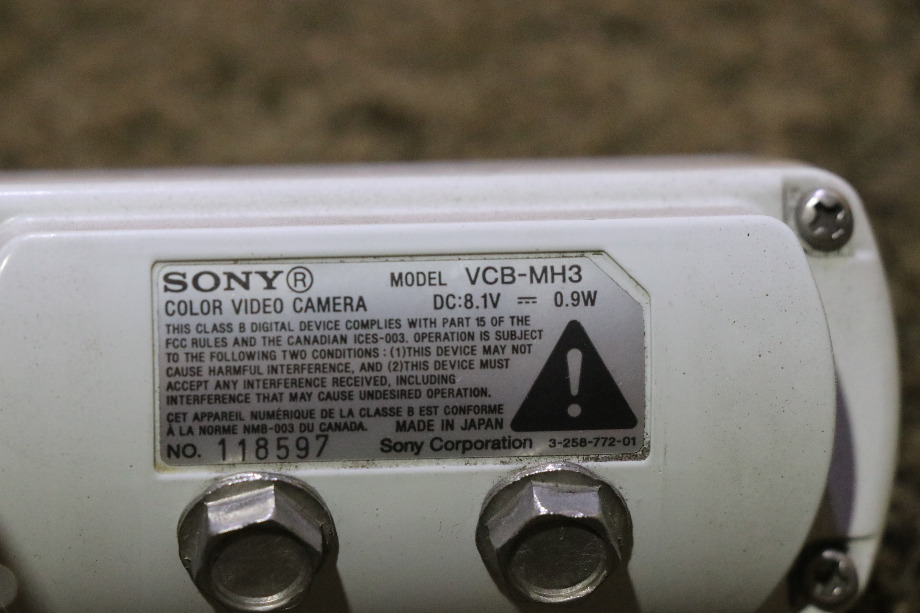 SONY® MODEL VCB-MH3
COLOR VIDEO CAMERA DC:8.1V ⎓ 0.9W
THIS CLASS B DIGITAL DEVICE COMPLIES WITH PART 15 OF THE
FCC RULES AND THE CANADIAN ICES-003. OPERATION IS SUBJECT
TO THE FOLLOWING TWO CONDITIONS : (1)THIS DEVICE MAY NOT
CAUSE HARMFUL INTERFERENCE, AND (2)THIS DEVICE MUST
ACCEPT ANY INTERFERENCE RECEIVED, INCLUDING
INTERFERENCE THAT MAY CAUSE UNDESIRED OPERATION.
CET APPAREIL NUMÉRIQUE DE LA CLASSE B EST CONFORME
À LA NORME NMB-003 DU CANADA. MADE IN JAPAN
NO. 118597 Sony Corporation 3-258-772-01